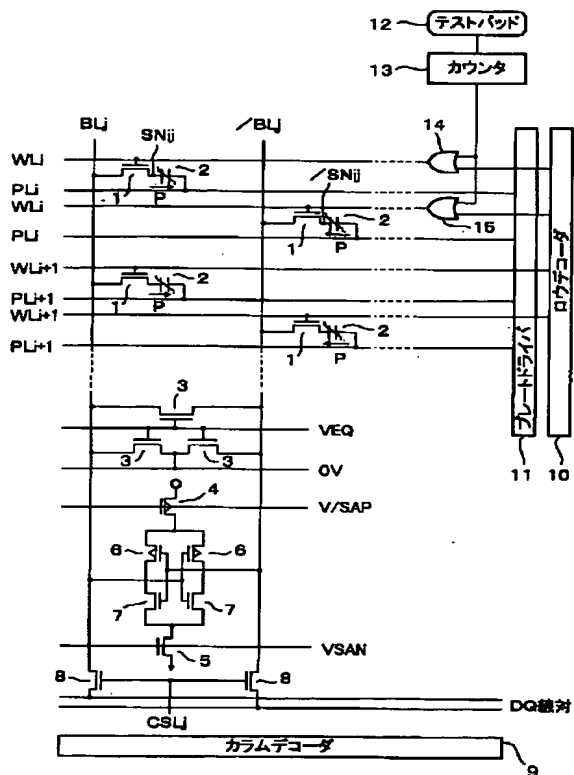 12
テストパッド
13
カウンタ
BLj
SNij
/BLj
14
WLi
2
/SNij
PLi
1
P
WLi
15
2
PLi
1
P
WLi+1
2
PLi+1
1
P
WLi+1
2
PLi+1
1
P
プレートドライバ
ロウデコーダ
11
10
3
VEQ
3
3
0V
4
V/SAP
6
6
7
7
5
VSAN
8
8
CSLj
DQ線対
カラムデコーダ
9